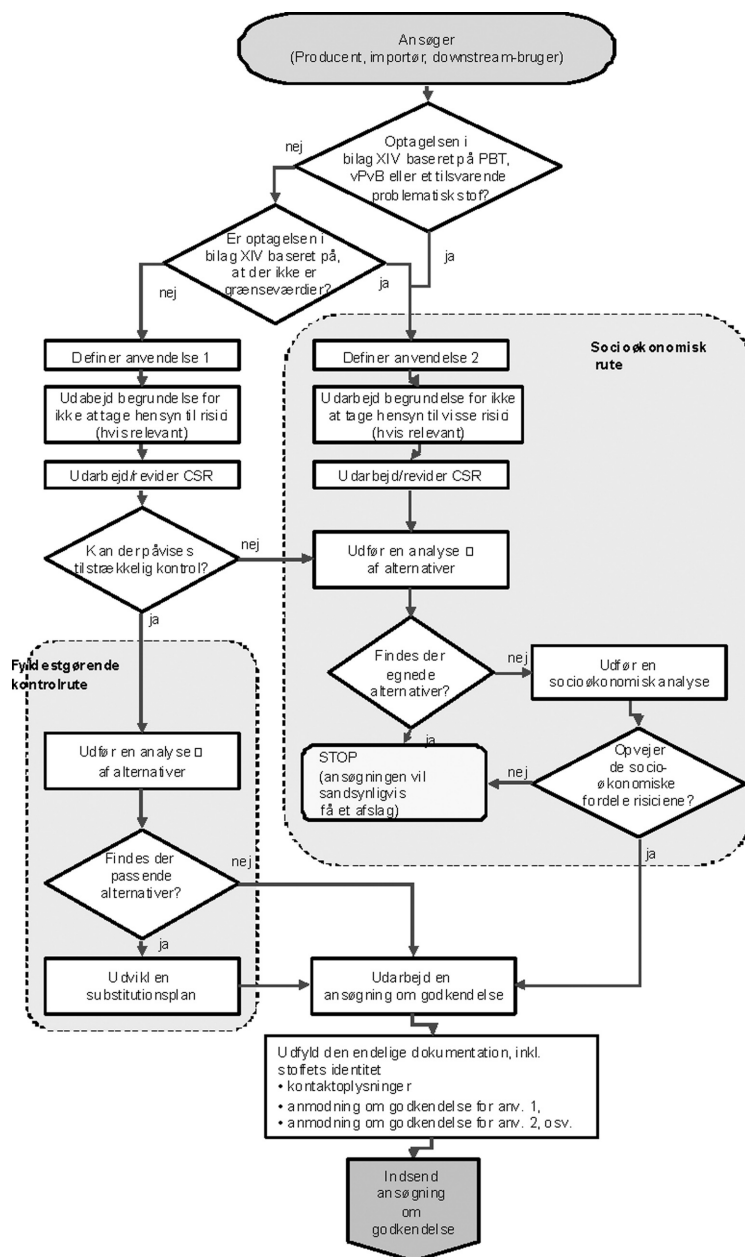 Ansøger
(Producent, importør, downstream-bruger)
nej
Optagelsen i
bilag XIV baseret på PBT,
vPvB eller et tilsvarende
problematisk stof?
Er optagelsen i
bilag XIV baseret på,
at der ikke er
grænseværdier?
ja
nej
ja
Definer anvendelse 1
Definer anvendelse 2
Socioøkonomisk
rute
Udabejd begrundelse for
ikke at tage hensyn til risici
(hvis relevant)
Udarbejd begrundelse for ikke
at tage hensyn til visse risici
(hvis relevant)
Udarbejd/revider CSR
Udarbejd/revider CSR
Kan der påvises
tilstrækkelig kontrol?
nej
Udfør en analyse
af alternativer
ja
Fyldestgørende
kontrolrute
Findes der
egnede
alternativer?
nej
Udfør en
socioøkonomisk analyse
ja
Udfør en analyse
af alternativer
STOP
(ansøgningen vil
sandsynligvis
få et afslag)
nej
Opvejer
de socio-
økonomiske
fordele risiciene?
ja
Findes der
passende
alternativer?
nej
ja
Udvikl en
substitutionsplan
Udarbejd en
ansøgning om godkendelse
Udfyld den endelige dokumentation, inkl.
stoffets identitet
• kontaktoplysninger
• anmodning om godkendelse for anv. 1,
• anmodning om godkendelse for anv. 2, osv.
Indsend
ansøgning
om
godkendelse